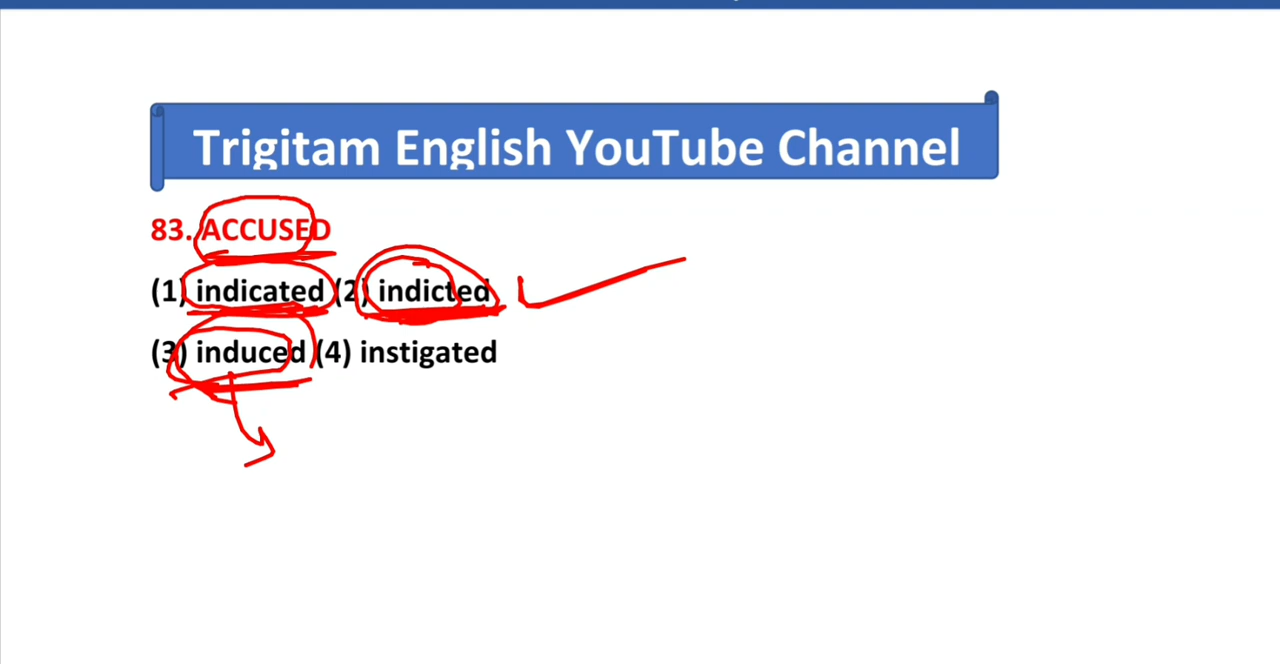 Trigitam English YouTube Channel
83. ACCUSED
(1) indicated (2) indicted
(3) induced (4) instigated